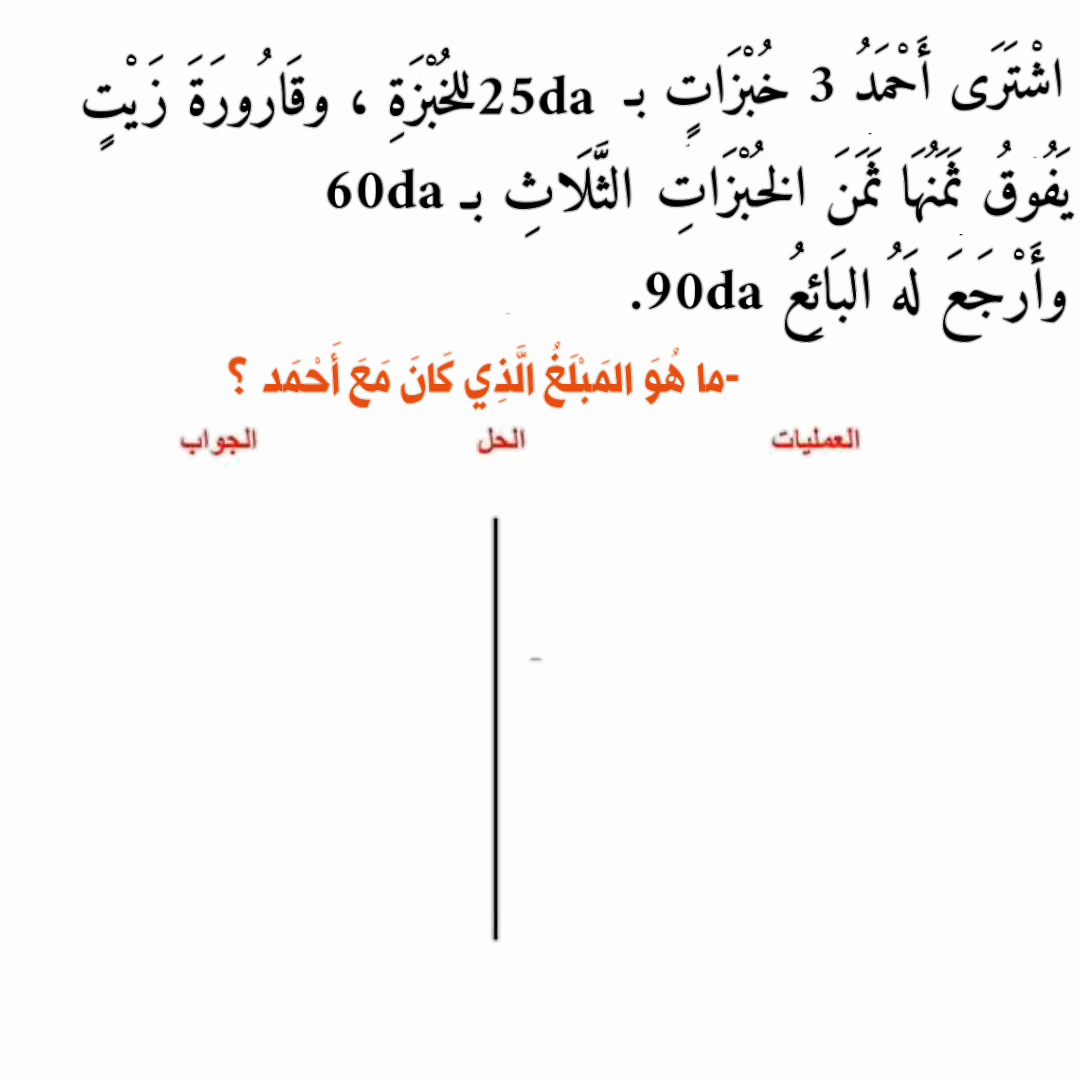 اشْتَرَى أَحْمَدُ 3 خُبْزَاتٍ بـ 25da للخُبْزَةِ ، وقَارُورَةَ زَيْتٍ
يَفُوقُ ثَمَنُهَا ثَمَنَ الخُبْزَاتِ الثَّلَاثِ بـ 60da
وأَرْجَعَ لَهُ البَائِعُ 90da.
-ما هُوَ المَبْلَغُ الَّذِي كَانَ مَعَ أَحْمَد ؟
العمليات الحل الجواب